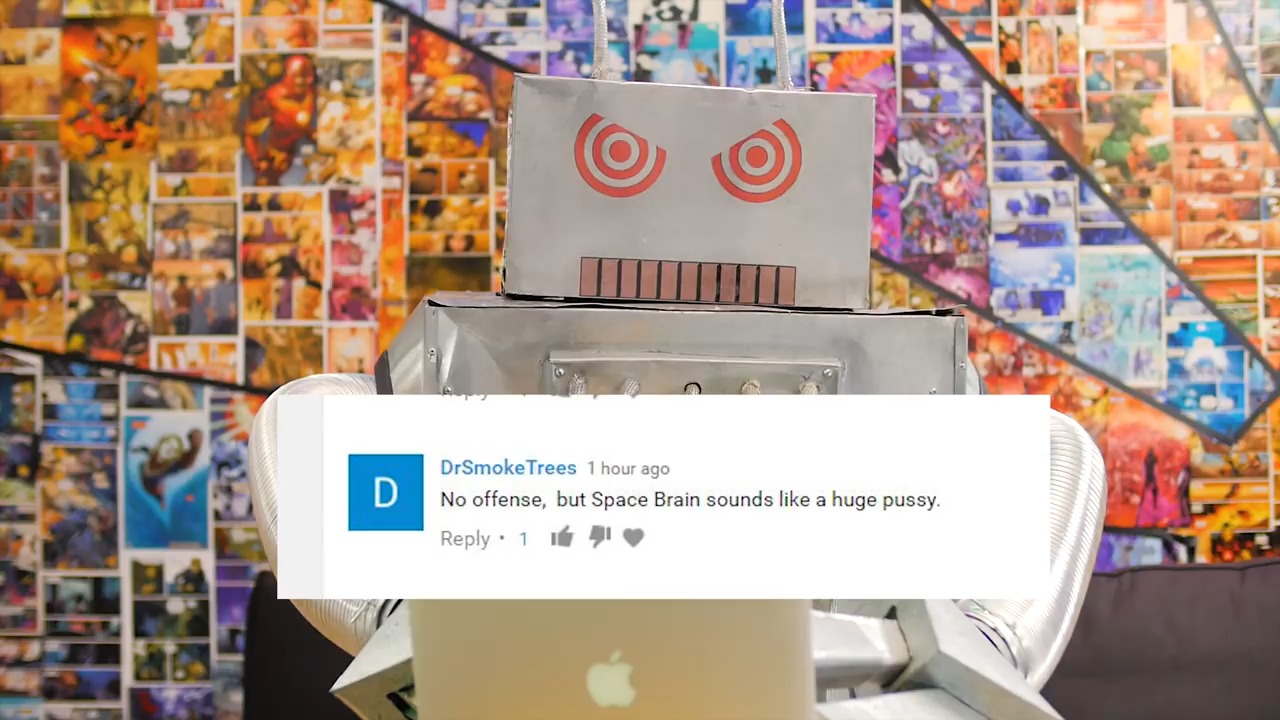 DrSmokeTrees 1 hour ago
D
No offense, but Space Brain sounds like a huge pussy.
Reply • 1